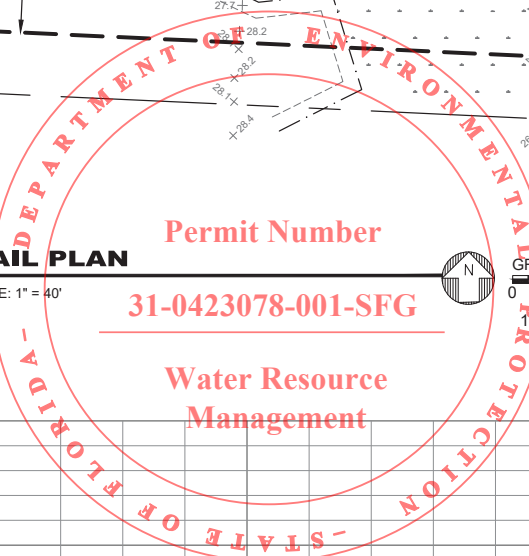 27.7
28.2
28.2
28.1
28.4
DEPARTMENT OF ENVIRONMENTAL PROTECTION
-STATE OF FLORIDA-
Permit Number
AIL PLAN
N
0
E: 1" = 40'
31-0423078-001-SFG
Water Resource
Management